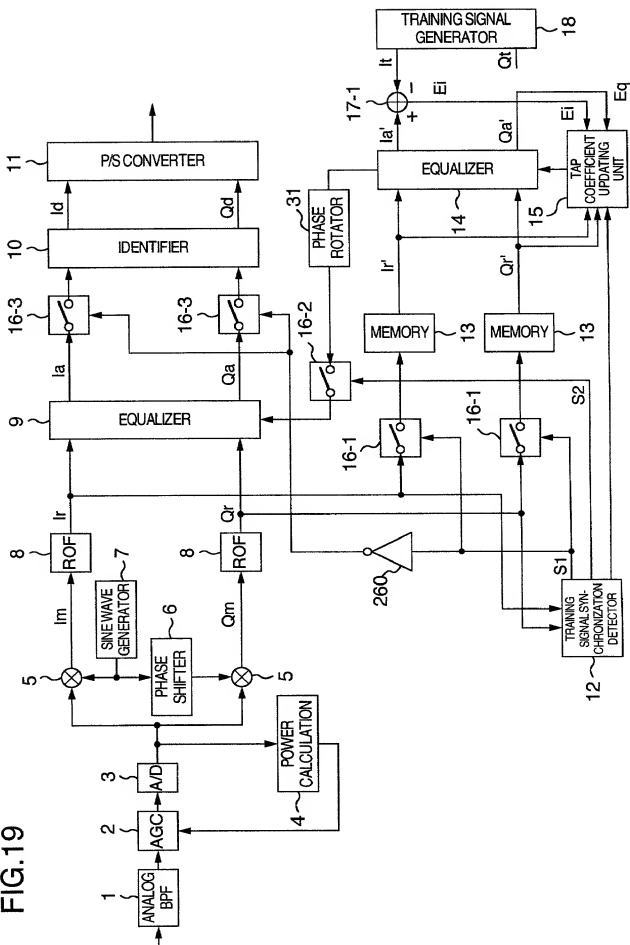 FIG.19
1
ANALOG
BPF
2
AGC
3
A/D
4
POWER
CALCULATION
5
5
SINE WAVE
GENERATOR
7
PHASE
SHIFTER
6
Im
Qm
8
ROF
8
ROF
Ir
Qr
9
EQUALIZER
Ia
Qa
16-3
16-3
10
IDENTIFIER
Id
Qd
11
P/S CONVERTER
12
TRAINING
SIGNAL SYN-
CHRONIZATION
DETECTOR
S1
S2
260
16-1
16-1
16-2
MEMORY
13
MEMORY
13
PHASE
ROTATOR
31
Ir'
Qr'
EQUALIZER
14
Ia'
Qa'
15
TAP
COEFFICIENT
UPDATING
UNIT
17-1
+
−
Ei
Ei
Eq
It
Qt
TRAINING SIGNAL
GENERATOR
18